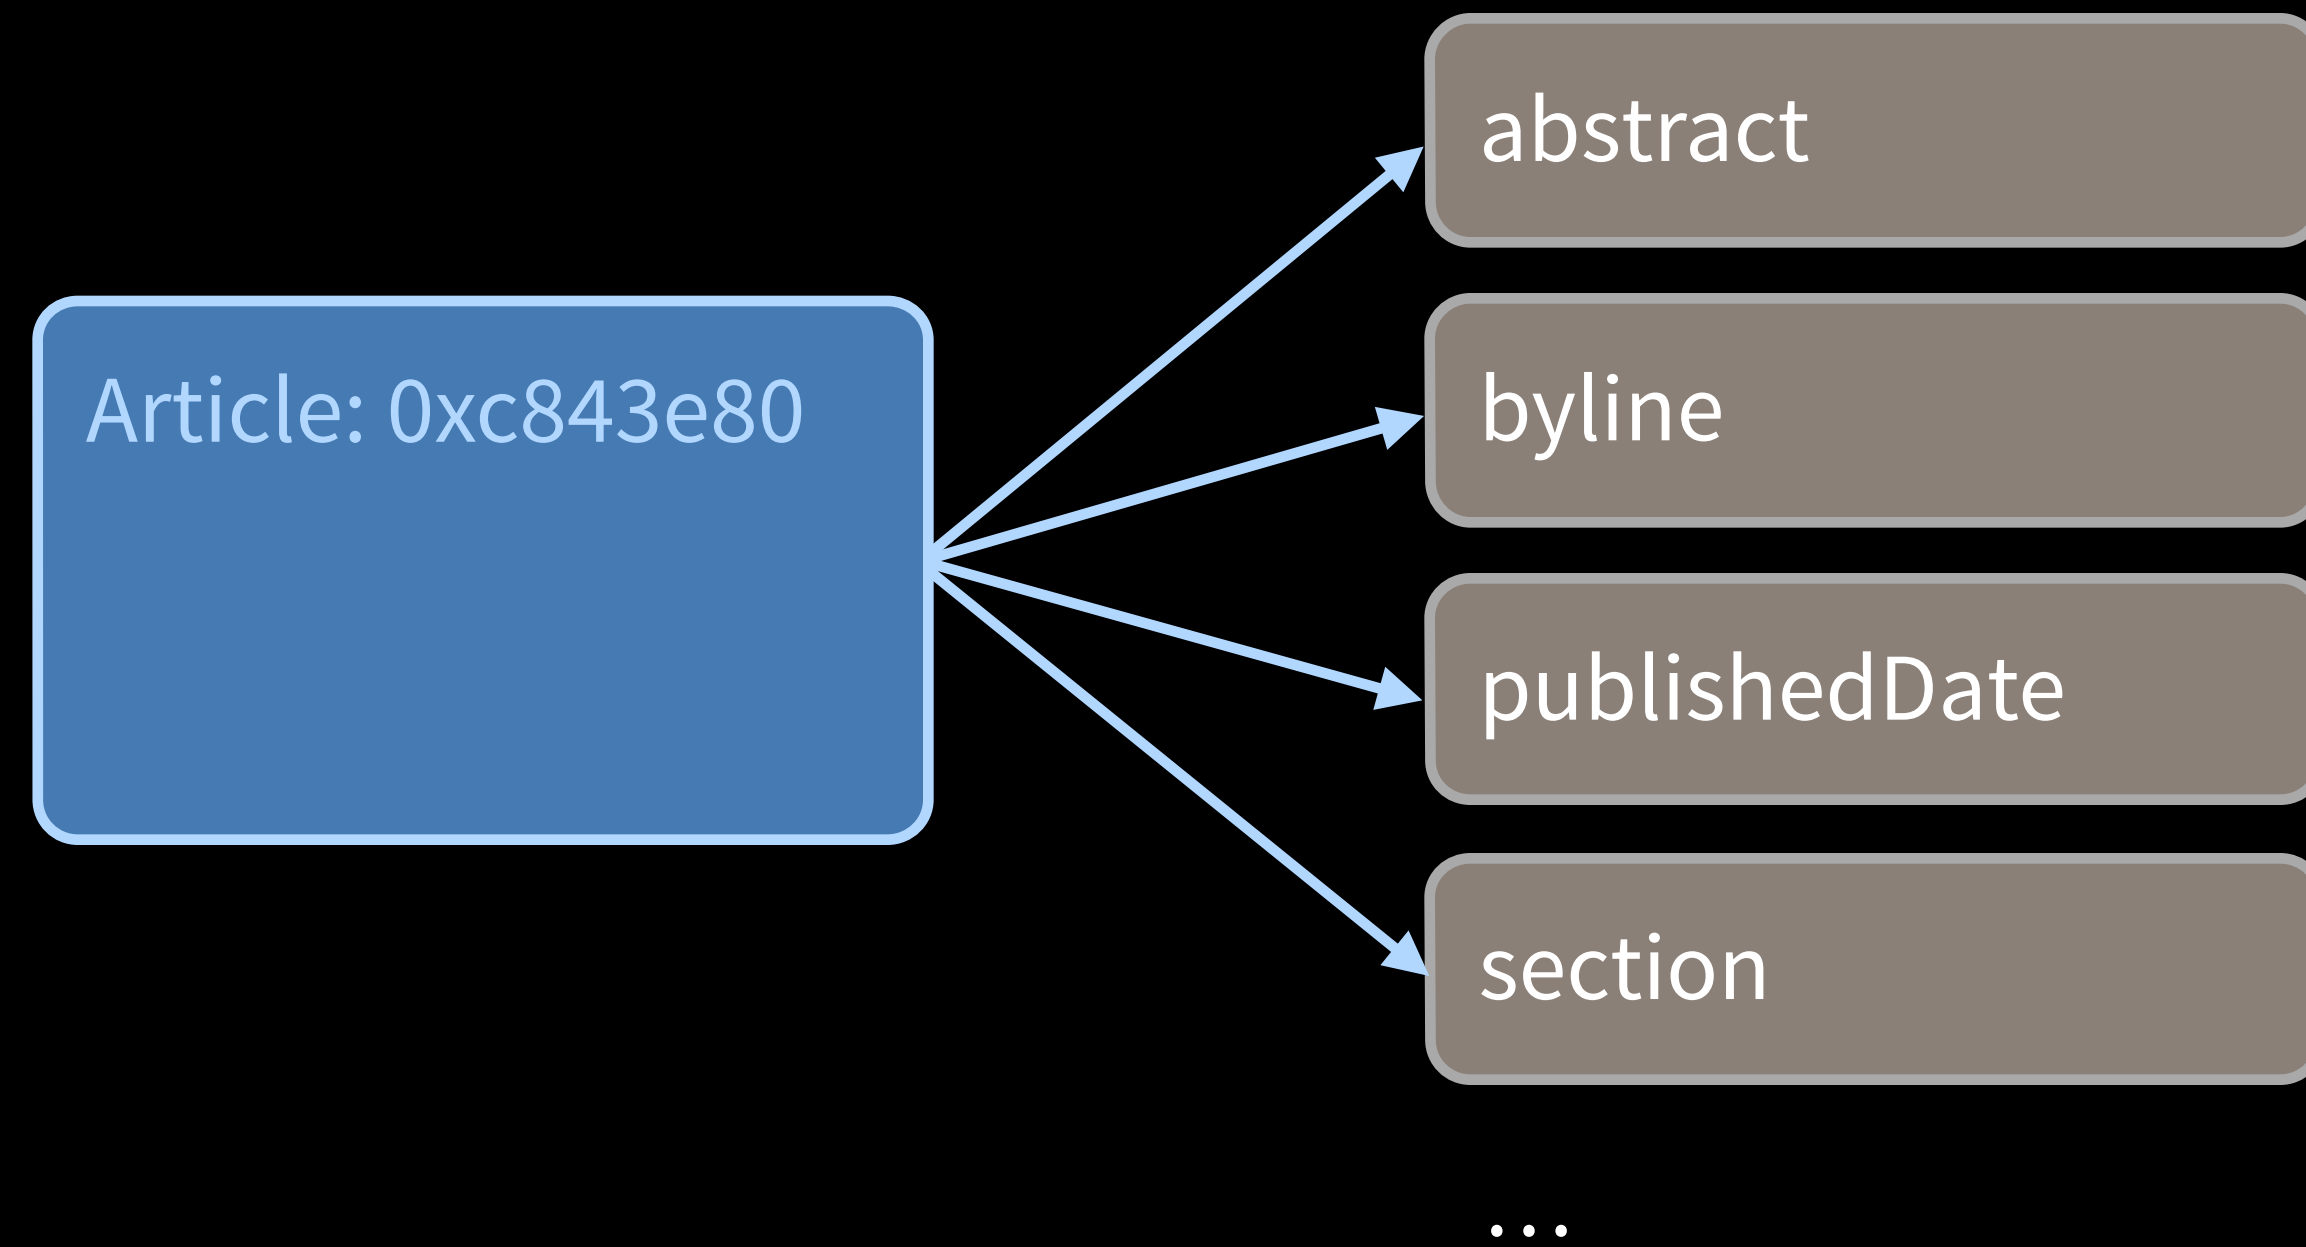 Article: 0xc843e80
abstract
byline
publishedDate
section
...